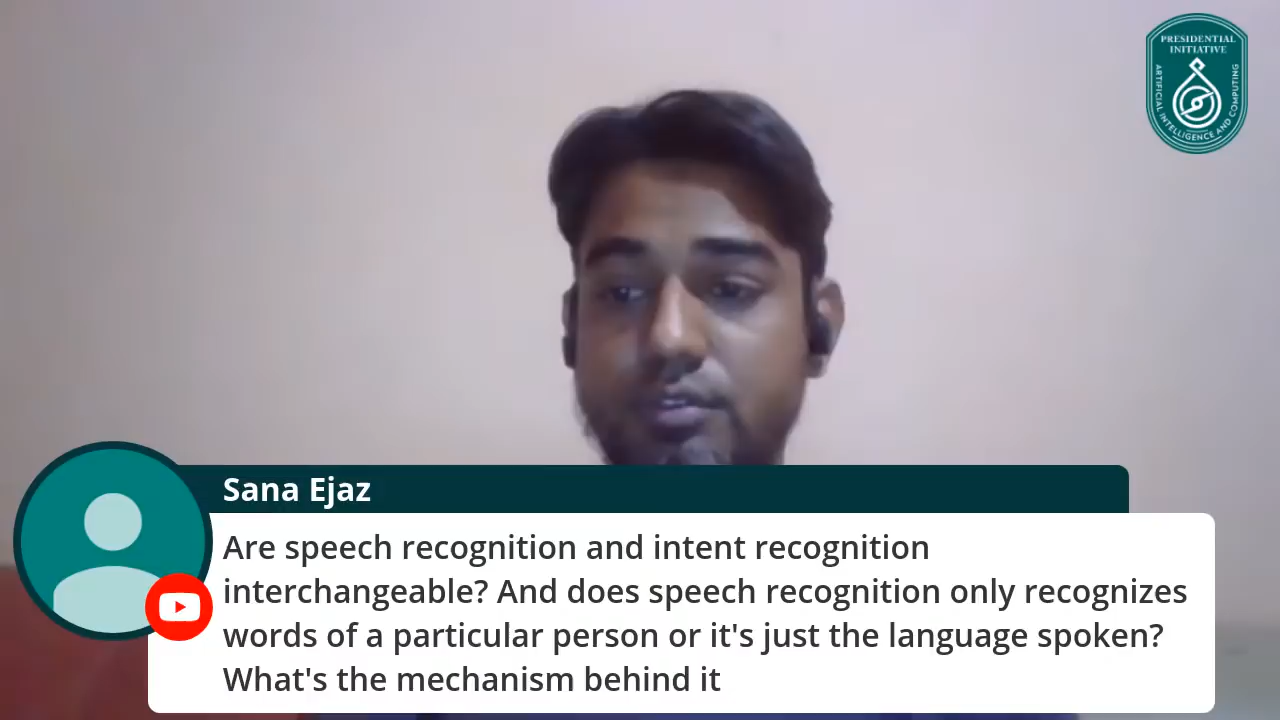 PRESIDENTIAL
INITIATIVE
ARTIFICIAL INTELLIGENCE AND COMPUTING
Sana Ejaz
Are speech recognition and intent recognition
interchangeable? And does speech recognition only recognizes
words of a particular person or it's just the language spoken?
What's the mechanism behind it